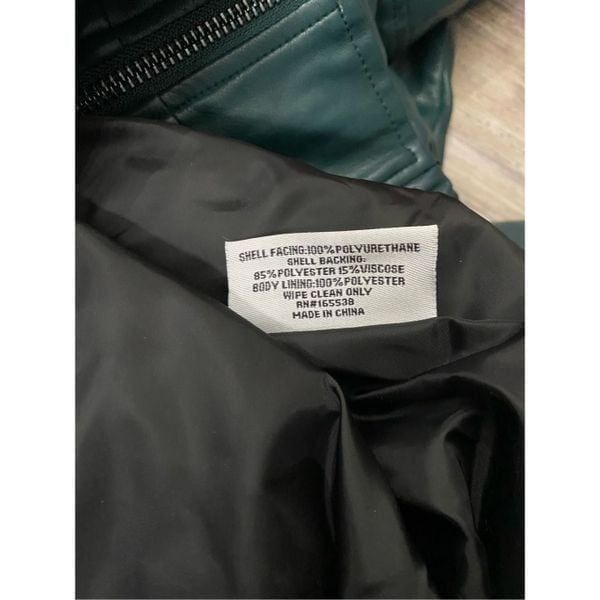 SHELL FACING:100%POLYURETHANE
SHELL BACKING:
85%POLYESTER 15%VISCOSE
BODY LINING:100%POLYESTER
WIPE CLEAN ONLY
RN#165538
MADE IN CHINA